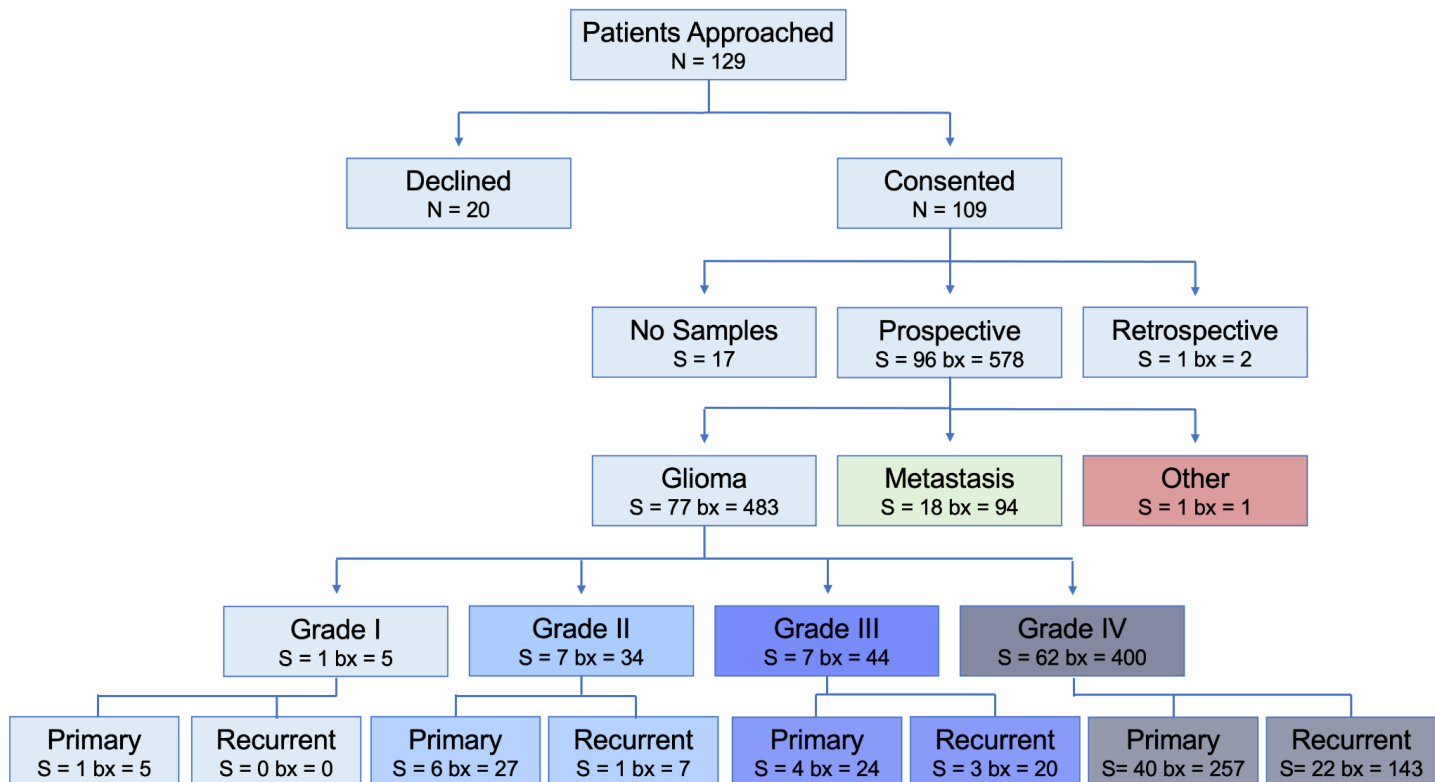 Patients Approached
N = 129
Declined
N = 20
Consented
N = 109
No Samples
S = 17
Prospective
S = 96 bx = 578
Retrospective
S = 1 bx = 2
Glioma
S = 77 bx = 483
Metastasis
S = 18 bx = 94
Other
S = 1 bx = 1
Grade I
S = 1 bx = 5
Grade II
S = 7 bx = 34
Grade III
S = 7 bx = 44
Grade IV
S = 62 bx = 400
Primary
S = 1 bx = 5
Recurrent
S = 0 bx = 0
Primary
S = 6 bx = 27
Recurrent
S = 1 bx = 7
Primary
S = 4 bx = 24
Recurrent
S = 3 bx = 20
Primary
S= 40 bx = 257
Recurrent
S= 22 bx = 143